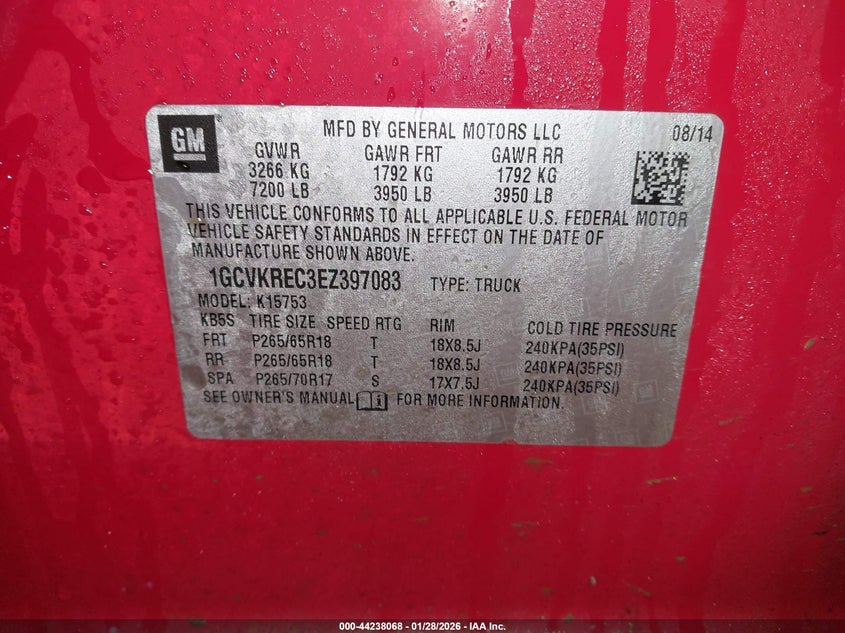 GM
MFD BY GENERAL MOTORS LLC 08/14
GVWR GAWR FRT GAWR RR
3266 KG 1792 KG 1792 KG
7200 LB 3950 LB 3950 LB
THIS VEHICLE CONFORMS TO ALL APPLICABLE U.S. FEDERAL MOTOR
VEHICLE SAFETY STANDARDS IN EFFECT ON THE DATE OF
MANUFACTURE SHOWN ABOVE.
1GCVKREC3EZ397083 TYPE: TRUCK
MODEL: K15753
KB5S TIRE SIZE SPEED RTG RIM COLD TIRE PRESSURE
FRT P265/65R18 T 18X8.5J 240KPA(35PSI)
RR P265/65R18 T 18X8.5J 240KPA(35PSI)
SPA P265/70R17 S 17X7.5J 240KPA(35PSI)
SEE OWNER'S MANUAL FOR MORE INFORMATION.
000-44238068 - 01/28/2026 - IAA Inc.